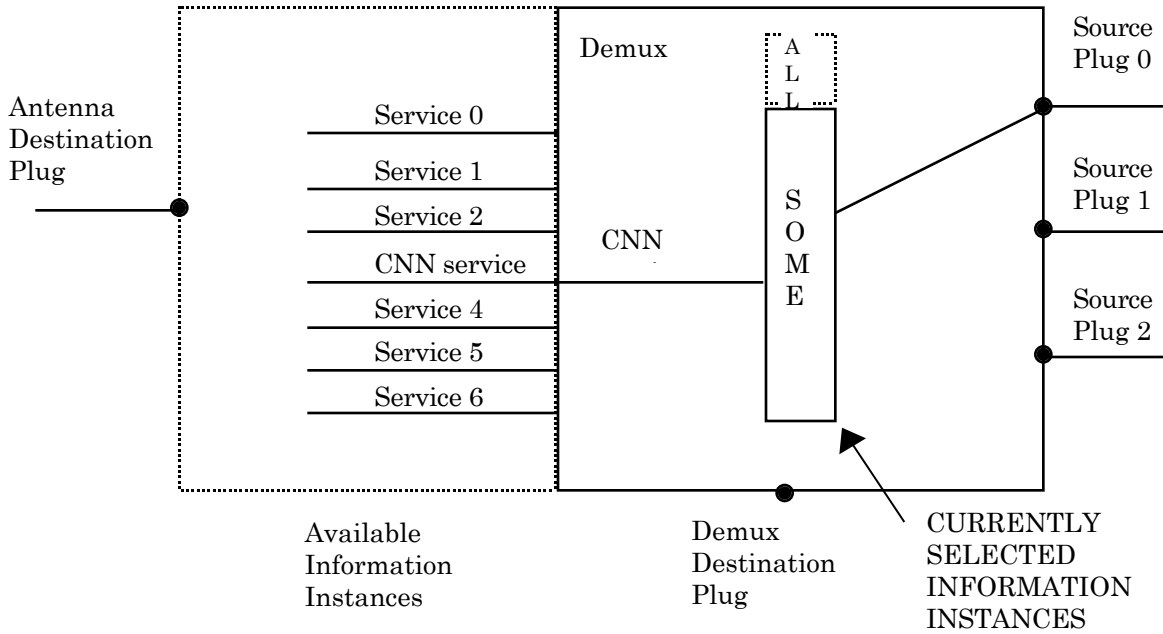 Antenna
Destination
Plug
Service 0
Service 1
Service 2
CNN service
Service 4
Service 5
Service 6
Available
Information
Instances
Demux
CNN
A
L
L
S
O
M
E
Demux
Destination
Plug
CURRENTLY
SELECTED
INFORMATION
INSTANCES
Source
Plug 0
Source
Plug 1
Source
Plug 2